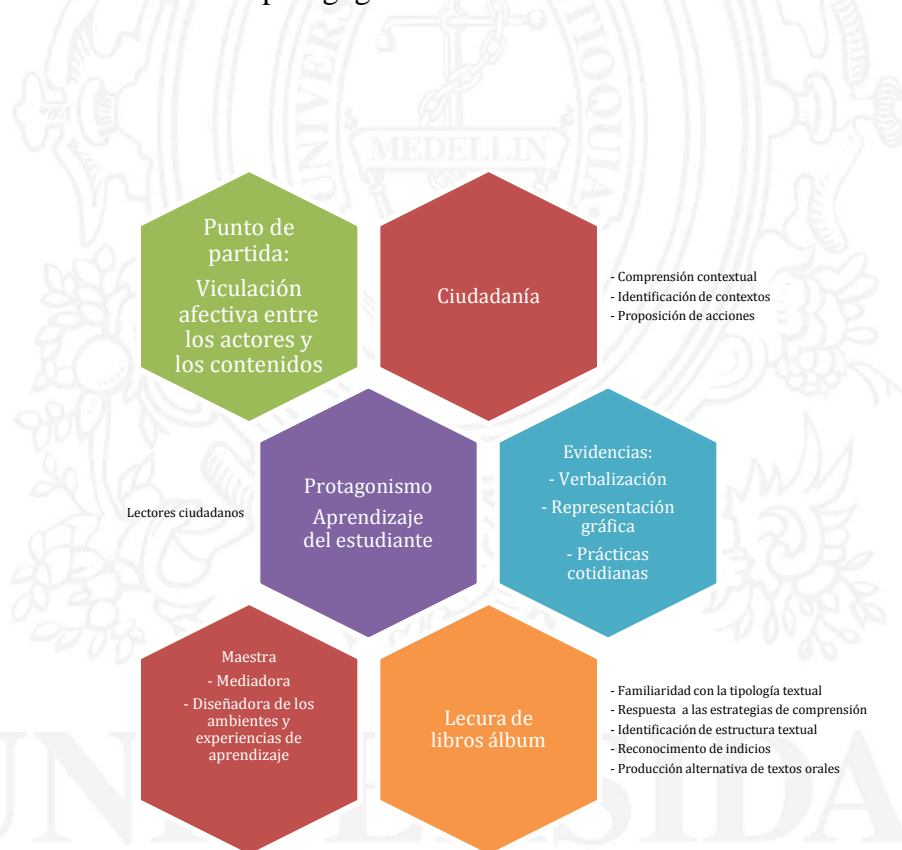 MEDELLIN
Punto de
partida:
Viculación
afectiva entre
los actores y
los contenidos
Ciudadanía
- Comprensión contextual
- Identificación de contextos
- Proposición de acciones
Lectores ciudadanos
Protagonismo
Aprendizaje
del estudiante
Evidencias:
- Verbalización
- Representación
gráfica
- Prácticas
cotidianas
Maestra
- Mediadora
- Diseñadora de los
ambientes y
experiencias de
aprendizaje
Lecura de
libros álbum
- Familiaridad con la tipología textual
- Respuesta a las estrategias de comprensión
- Identificación de estructura textual
- Reconocimento de indicios
- Producción alternativa de textos orales